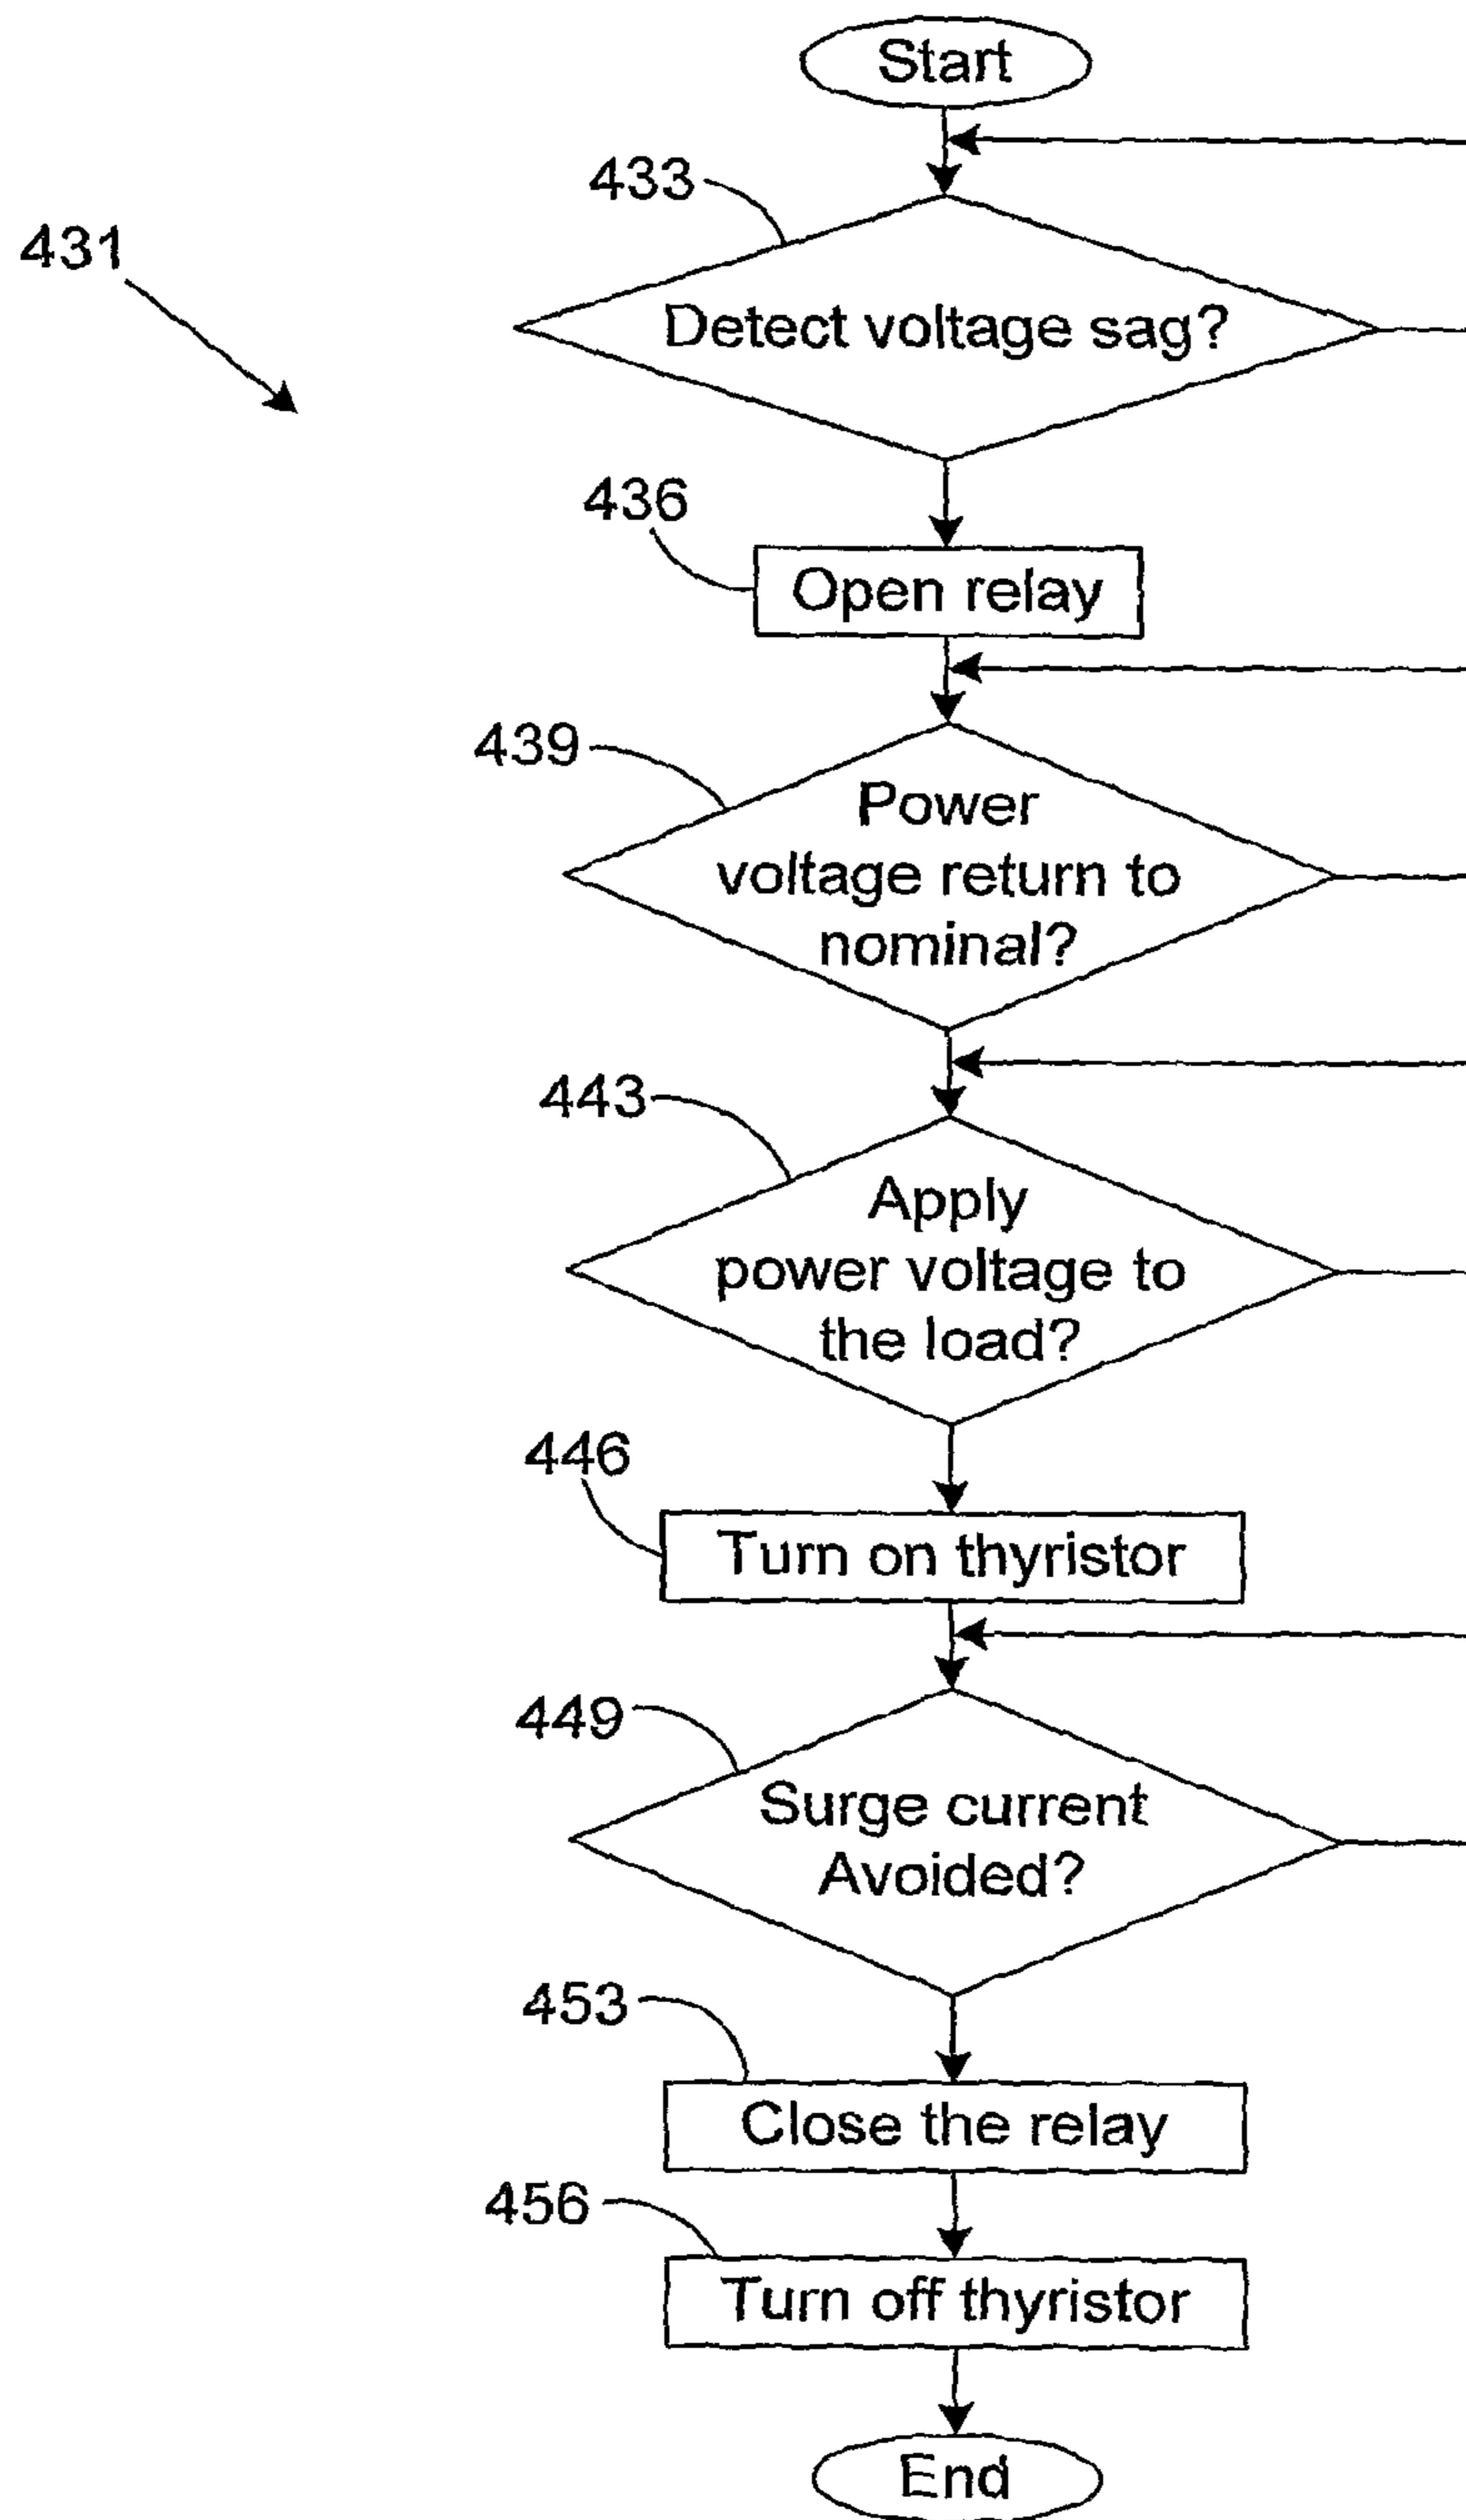 Start
433
431
Detect voltage sag?
436
Open relay
439
Power
voltage return to
nominal?
443
Apply
power voltage to
the load?
446
Turn on thyristor
449
Surge current
Avoided?
453
Close the relay
456
Turn off thyristor
End